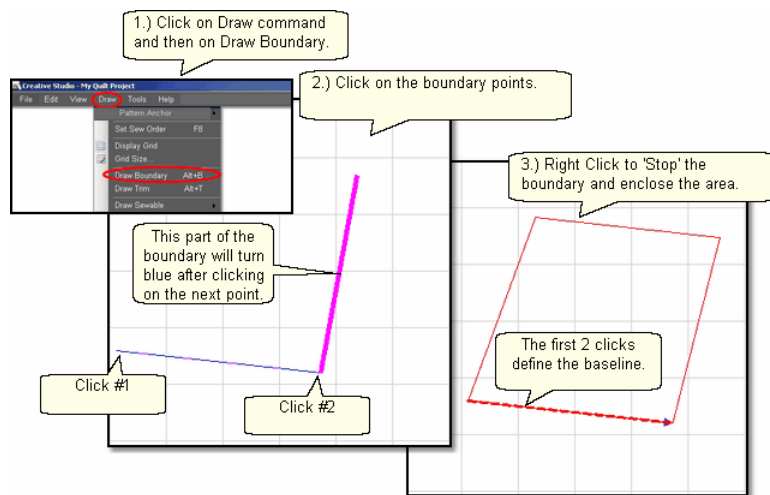 1.) Click on Draw command
and then on Draw Boundary.
Creative Studio - My Quilt Project
File Edit View Draw Tools Help
Pattern Anchor
Set Sew Order F8
Display Grid
Grid Size...
Draw Boundary Alt+B
Draw Trim Alt+T
Draw Sewable
2.) Click on the boundary points.
This part of the
boundary will turn
blue after clicking
on the next point.
Click #1
Click #2
3.) Right Click to 'Stop' the
boundary and enclose the area.
The first 2 clicks
define the baseline.